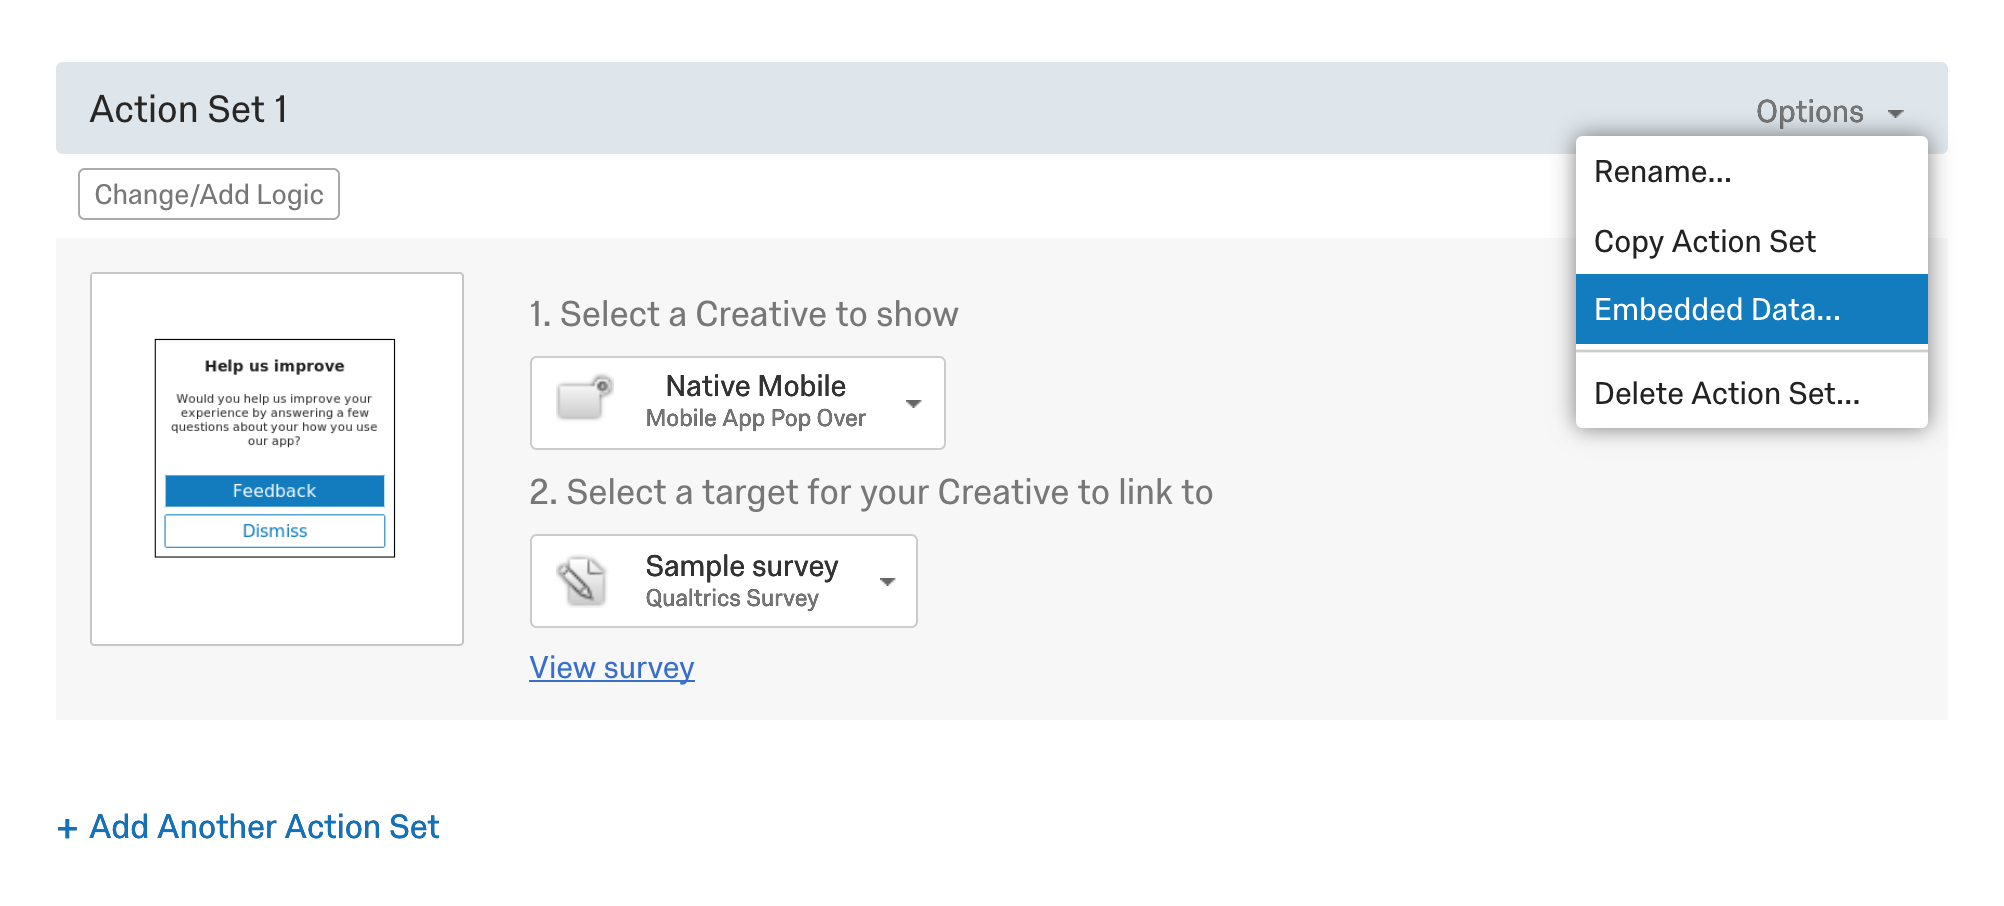 Action Set 1
Options
Rename...
Copy Action Set
Embedded Data...
Delete Action Set...
Change/Add Logic
Help us improve
Would you help us improve your
experience by answering a few
questions about your how you use
our app?
Feedback
Dismiss
1. Select a Creative to show
Native Mobile
Mobile App Pop Over
2. Select a target for your Creative to link to
Sample survey
Qualtrics Survey
View survey
+ Add Another Action Set